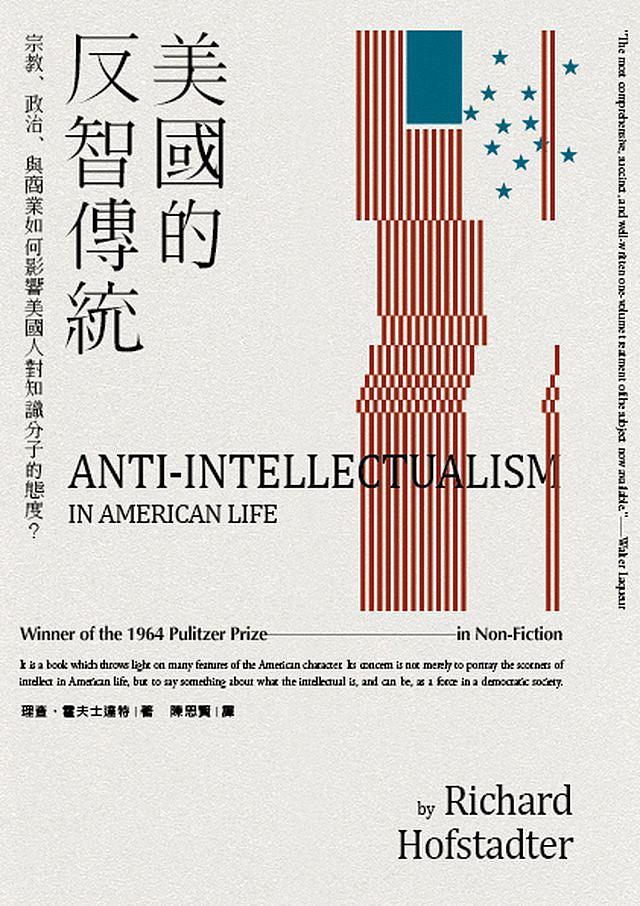 美國的
反智傳統
宗教、政治、與商業如何影響美國人對知識分子的態度？
"The most comprehensive, succinct, and well-written one-volume treatment of the subject now available."——Walter Laqueur
ANTI-INTELLECTUALISM
IN AMERICAN LIFE
Winner of the 1964 Pulitzer Prize——in Non-Fiction
It is a book which throws light on many features of the American character. Its concern is not merely to portray the scorners of
intellect in American life, but to say something about what the intellectual is, and can be, as a force in a democratic society.
理查・霍夫士達特 | 著 陳思賢 | 譯
by Richard
Hofstadter